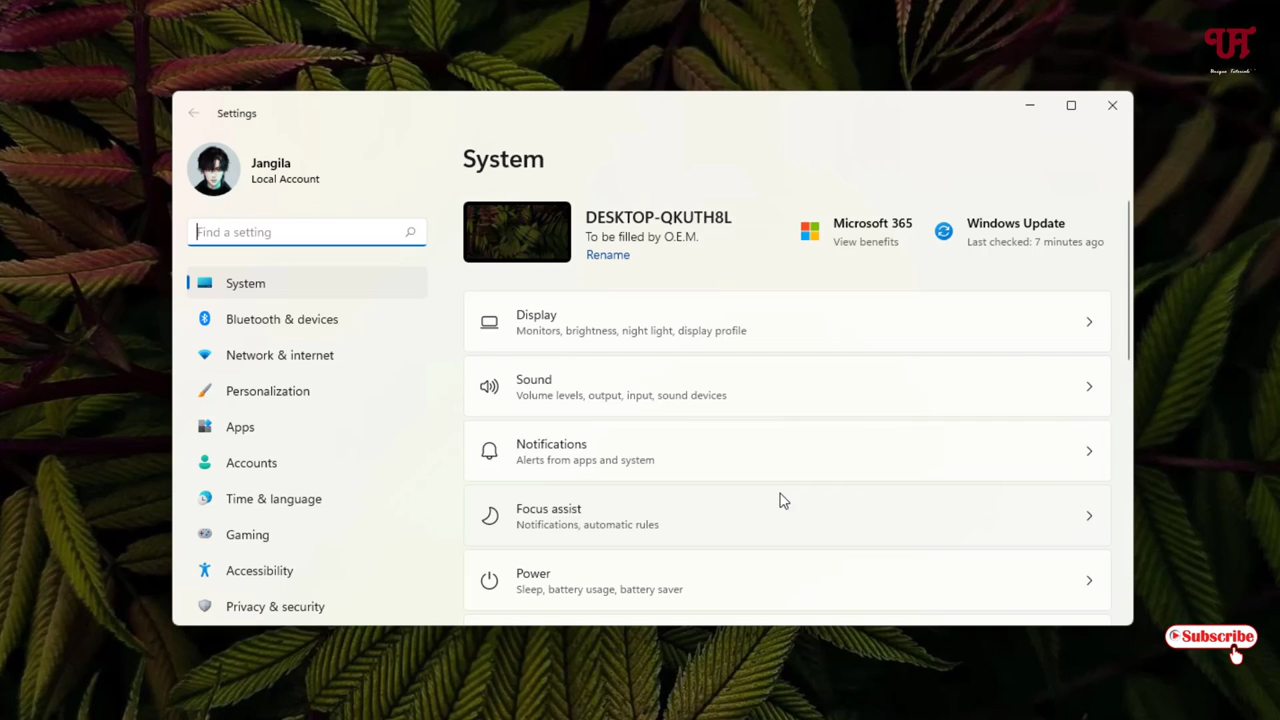 UT
Unique Tutorials
Settings
Jangila
Local Account
Find a setting
System
Bluetooth & devices
Network & internet
Personalization
Apps
Accounts
Time & language
Gaming
Accessibility
Privacy & security
System
DESKTOP-QKUTH8L
To be filled by O.E.M.
Rename
Microsoft 365
View benefits
Windows Update
Last checked: 7 minutes ago
Display
Monitors, brightness, night light, display profile
Sound
Volume levels, output, input, sound devices
Notifications
Alerts from apps and system
Focus assist
Notifications, automatic rules
Power
Sleep, battery usage, battery saver
Subscribe